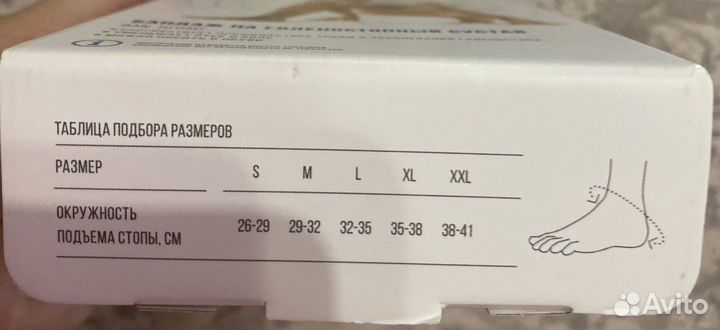 БАНДАЖ НА ГОЛЕНОСТОПНЫЙ СУСТАВ
ТАБЛИЦА ПОДБОРА РАЗМЕРОВ
РАЗМЕР S M L XL XXL
ОКРУЖНОСТЬ
ПОДЪЕМА СТОПЫ, СМ 26-29 29-32 32-35 35-38 38-41
Avito